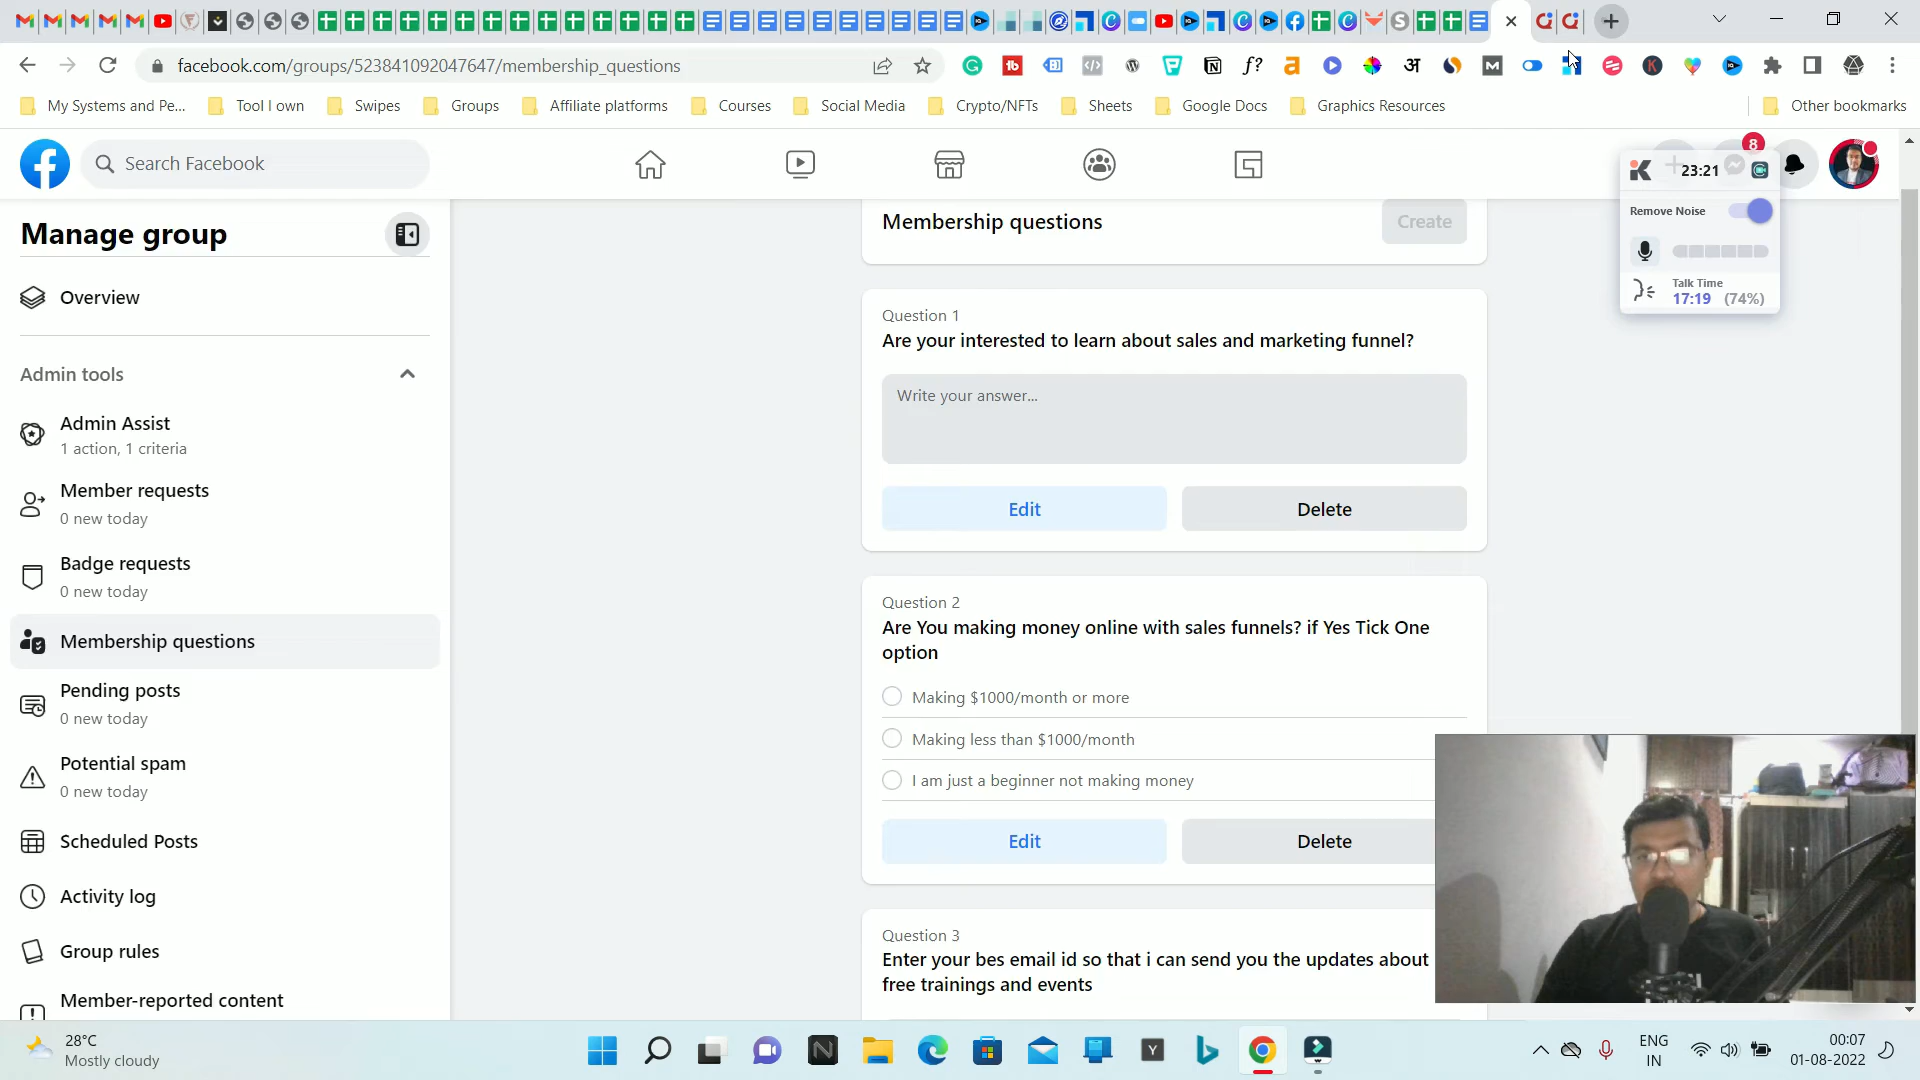 facebook.com/groups/523841092047647/membership_questions
My Systems and Pe...
Tool I own
Swipes
Groups
Affiliate platforms
Courses
Social Media
Crypto/NFTs
Sheets
Google Docs
Graphics Resources
Other bookmarks
Search Facebook
8
23:21
Remove Noise
Talk Time
17:19 (74%)
Manage group
Overview
Admin tools
Admin Assist
1 action, 1 criteria
Member requests
0 new today
Badge requests
0 new today
Membership questions
Pending posts
0 new today
Potential spam
0 new today
Scheduled Posts
Activity log
Group rules
Member-reported content
Membership questions
Create
Question 1
Are your interested to learn about sales and marketing funnel?
Write your answer...
Edit
Delete
Question 2
Are You making money online with sales funnels? if Yes Tick One
option
Making $1000/month or more
Making less than $1000/month
I am just a beginner not making money
Edit
Delete
Question 3
Enter your bes email id so that i can send you the updates about
free trainings and events
28°C
Mostly cloudy
ENG
IN
00:07
01-08-2022